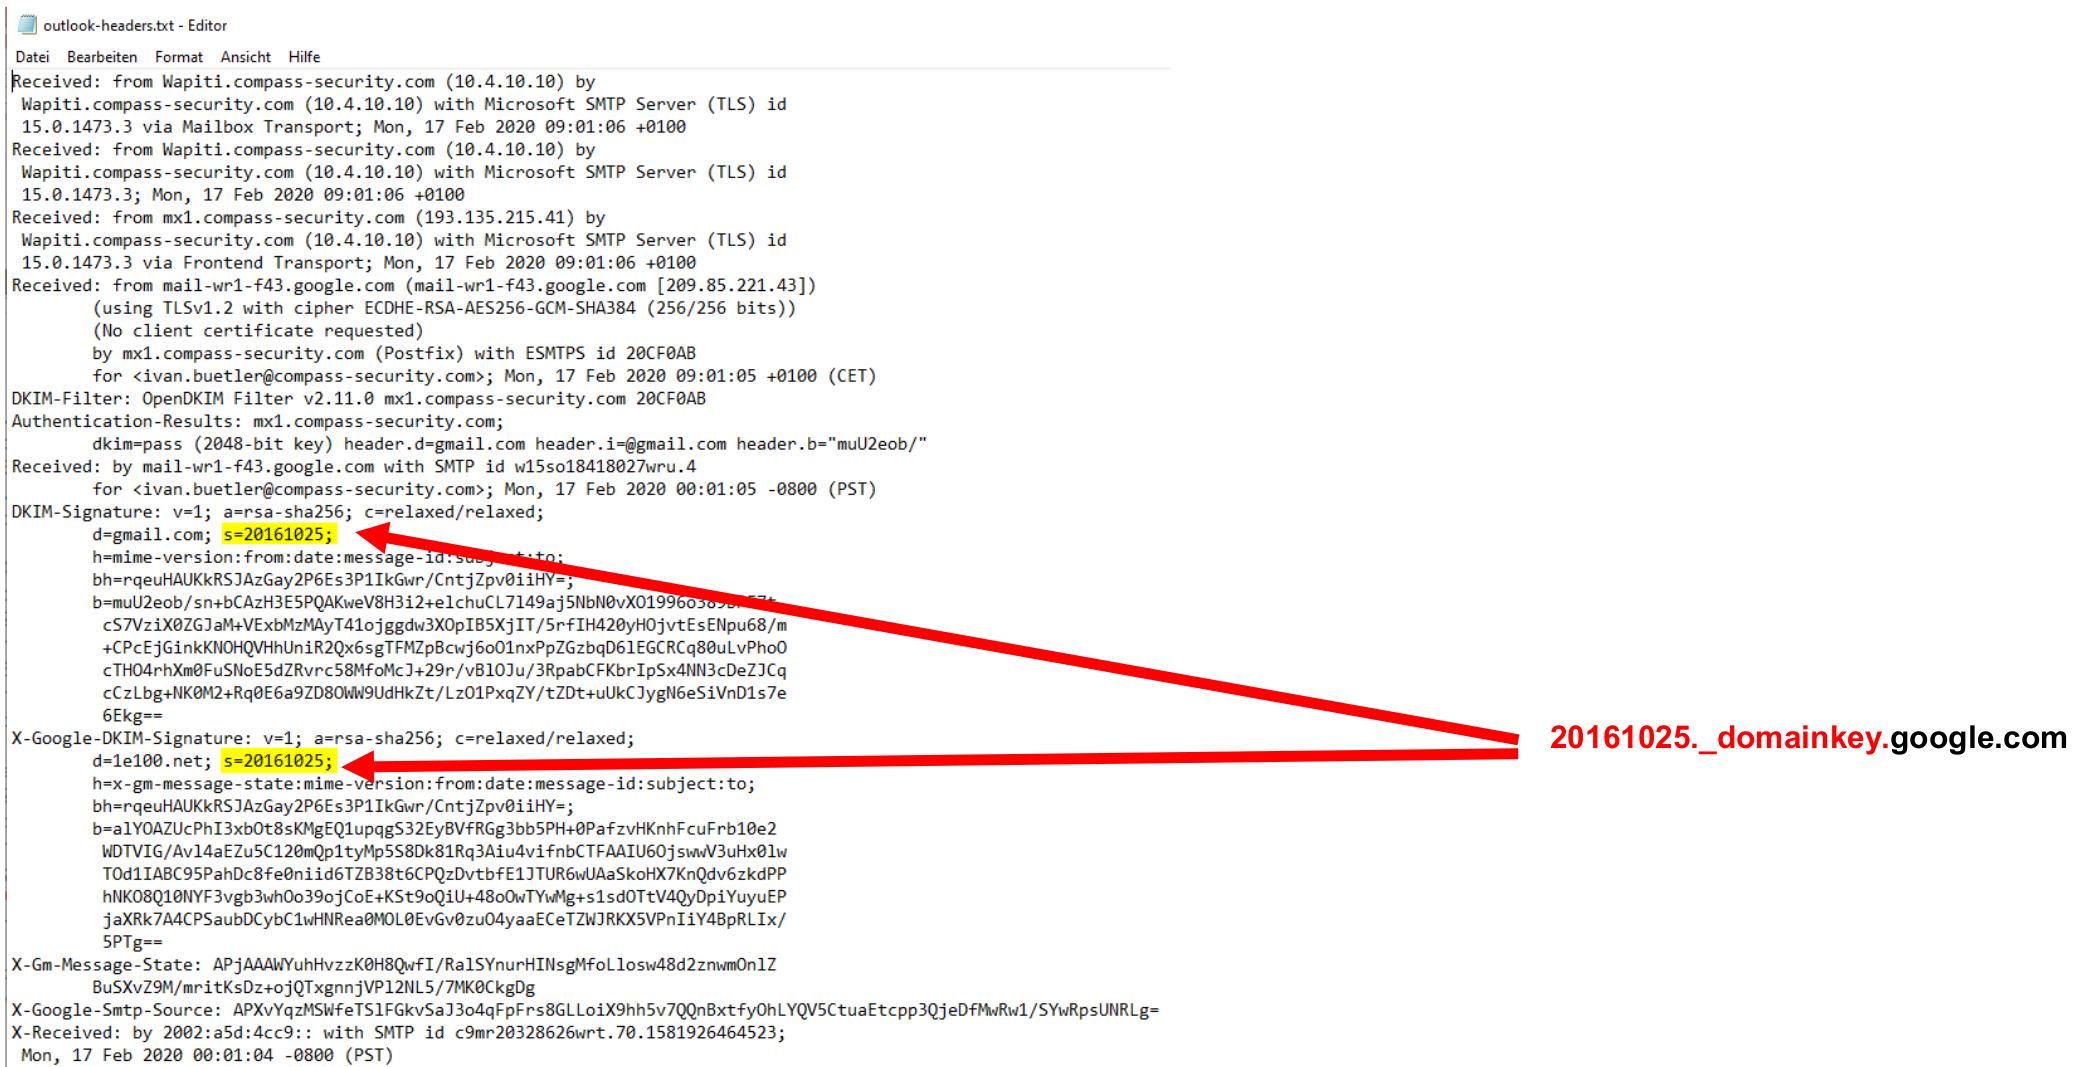 outlook-headers.txt - Editor
Datei Bearbeiten Format Ansicht Hilfe
Received: from Wapiti.compass-security.com (10.4.10.10) by
Wapiti.compass-security.com (10.4.10.10) with Microsoft SMTP Server (TLS) id
15.0.1473.3 via Mailbox Transport; Mon, 17 Feb 2020 09:01:06 +0100
Received: from Wapiti.compass-security.com (10.4.10.10) by
Wapiti.compass-security.com (10.4.10.10) with Microsoft SMTP Server (TLS) id
15.0.1473.3; Mon, 17 Feb 2020 09:01:06 +0100
Received: from mx1.compass-security.com (193.135.215.41) by
Wapiti.compass-security.com (10.4.10.10) with Microsoft SMTP Server (TLS) id
15.0.1473.3 via Frontend Transport; Mon, 17 Feb 2020 09:01:06 +0100
Received: from mail-wr1-f43.google.com (mail-wr1-f43.google.com [209.85.221.43])
(using TLSv1.2 with cipher ECDHE-RSA-AES256-GCM-SHA384 (256/256 bits))
(No client certificate requested)
by mx1.compass-security.com (Postfix) with ESMTPS id 20CF0AB
for <ivan.buetler@compass-security.com>; Mon, 17 Feb 2020 09:01:05 +0100 (CET)
DKIM-Filter: OpenDKIM Filter v2.11.0 mx1.compass-security.com 20CF0AB
Authentication-Results: mx1.compass-security.com;
dkim=pass (2048-bit key) header.d=gmail.com header.i=@gmail.com header.b="muU2eob/"
Received: by mail-wr1-f43.google.com with SMTP id w15so18418027wru.4
for <ivan.buetler@compass-security.com>; Mon, 17 Feb 2020 00:01:05 -0800 (PST)
DKIM-Signature: v=1; a=rsa-sha256; c=relaxed/relaxed;
d=gmail.com; s=20161025;
h=mime-version:from:date:message-id:subject:to;
bh=rqeuHAUKkRSJAzGay2P6Es3P1IkGwr/CntjZpv0iiHY=;
b=muU2eob/sn+bCAzH3E5PQAKweV8H3i2+elchuCL7l49aj5NbN0vXO1996o389
cS7VziX0ZGJaM+VExbMzMAyT41ojggdw3XOpIB5XjIT/5rfIH420yHOjvtEsENpu68/m
+CPcEjGinkKNOHQVHhUniR2Qx6sgTFMZpBcwj6oO1nxPpZGzbqD6lEGCRCq80uLvPhoO
cTHO4rhXm0FuSNoE5dZRvrc58MfoMcJ+29r/vBlOJu/3RpabCFKbrIpSx4NN3cDeZJCq
cCzLbg+NK0M2+Rq0E6a9ZD8OWW9UdHkZt/LzO1PxqZY/tZDt+uUkCJygN6eSiVnD1s7e
6Ekg==
X-Google-DKIM-Signature: v=1; a=rsa-sha256; c=relaxed/relaxed;
d=1e100.net; s=20161025;
h=x-gm-message-state:mime-version:from:date:message-id:subject:to;
bh=rqeuHAUKkRSJAzGay2P6Es3P1IkGwr/CntjZpv0iiHY=;
b=alYOAZUcPhI3xbOt8sKMgEQ1upqgS32EyBVfRGg3bb5PH+0PafzvHKnhFcuFrb10e2
WDTVIG/Avl4aEZu5C120mQp1tyMp5S8Dk81Rq3Aiu4vifnbCTFAAIU6OjswwV3uHx0lw
TOd1IABC95PahDc8fe0niid6TZB38t6CPQzDvtbfE1JTUR6wUAaSkoHX7KnQdv6zkdPP
hNKO8Q10NYF3vgb3whOo39ojCoE+KSt9oQiU+48oOwTYwMg+s1sdOTtV4QyDpiYuyuEP
jaXRk7A4CPSaubDCybC1wHNRea0MOL0EvGv0zuO4yaaECeTZWJRKX5VPnIiY4BpRLIx/
5PTg==
X-Gm-Message-State: APjAAAWYuhHvzzK0H8QwfI/RalSYnurHINsgMfoLlosw48d2znwmOnlZ
BuSXvZ9M/mritKsDz+ojQTxgnnjVPl2NL5/7MK0CkgDg
X-Google-Smtp-Source: APXvYqzMSWfeTSlFGkvSaJ3o4qFpFrs8GLLoiX9hh5v7QQnBxtfyOhLYQV5CtuaEtcpp3QjeDfMwRw1/SYwRpsUNRLg=
X-Received: by 2002:a5d:4cc9:: with SMTP id c9mr20328626wrt.70.1581926464523;
Mon, 17 Feb 2020 00:01:04 -0800 (PST)
20161025._domainkey.google.com